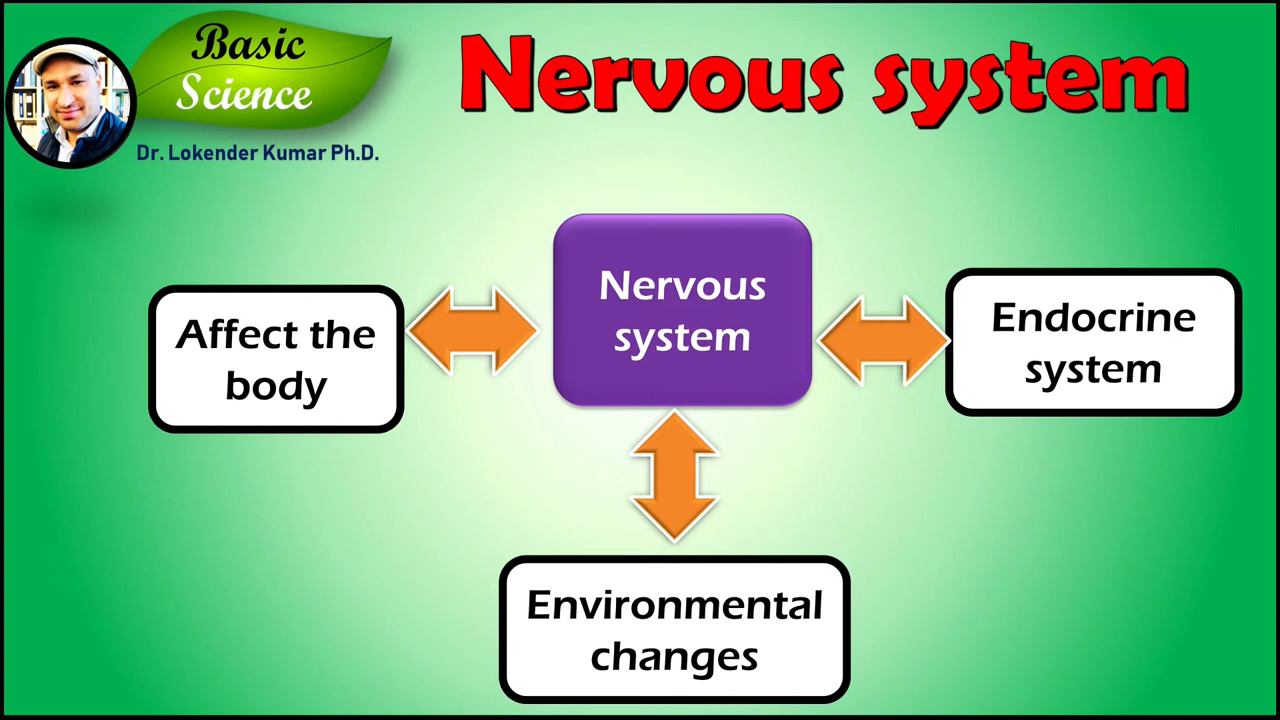 Basic
Science
Dr. Lokender Kumar Ph.D.
Nervous system
Nervous
system
Affect the
body
Endocrine
system
Environmental
changes